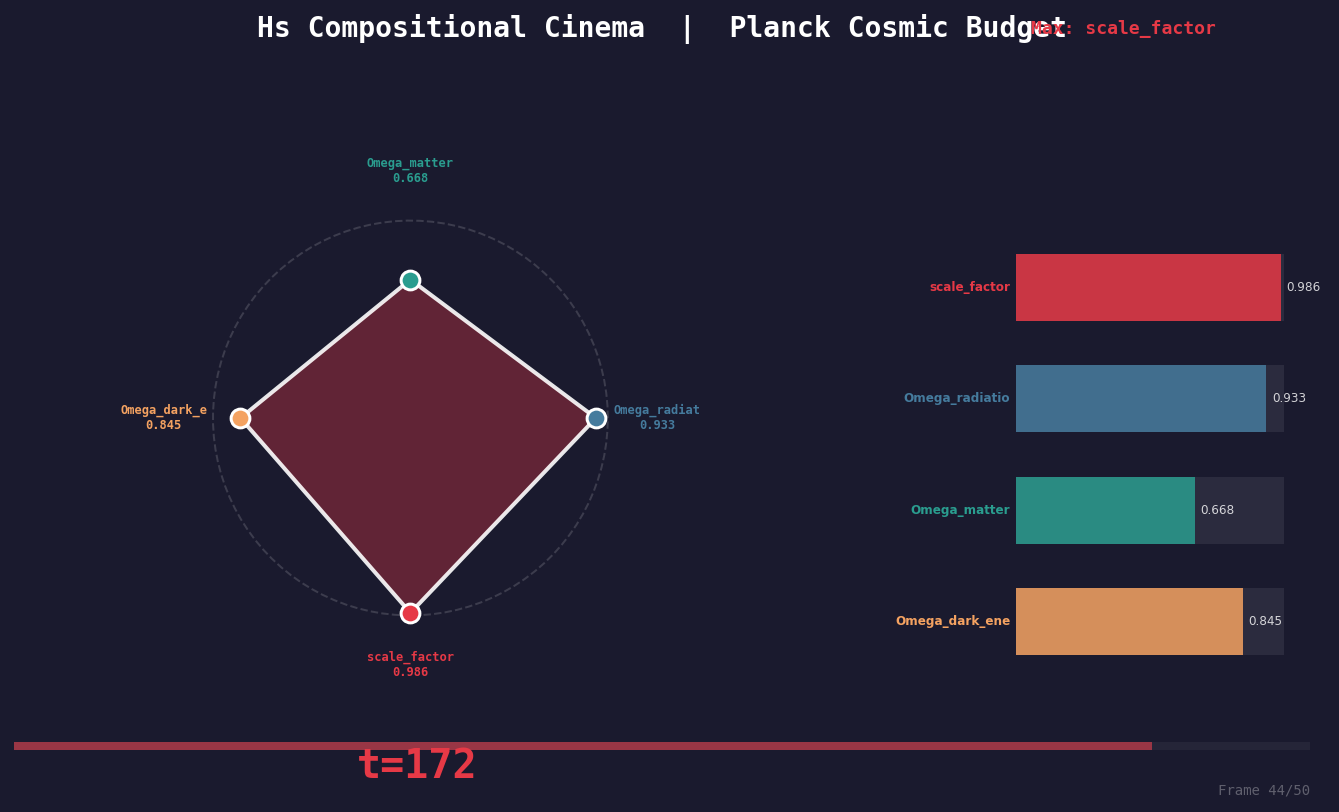 Hs Compositional Cinema | Planck Cosmic Budget
Max: scale_factor
Omega_matter
0.668
Omega_dark_e
0.845
Omega_radiat
0.933
scale_factor
0.986
scale_factor
0.986
Omega_radiatio
0.933
Omega_matter
0.668
Omega_dark_ene
0.845
t=172
Frame 44/50